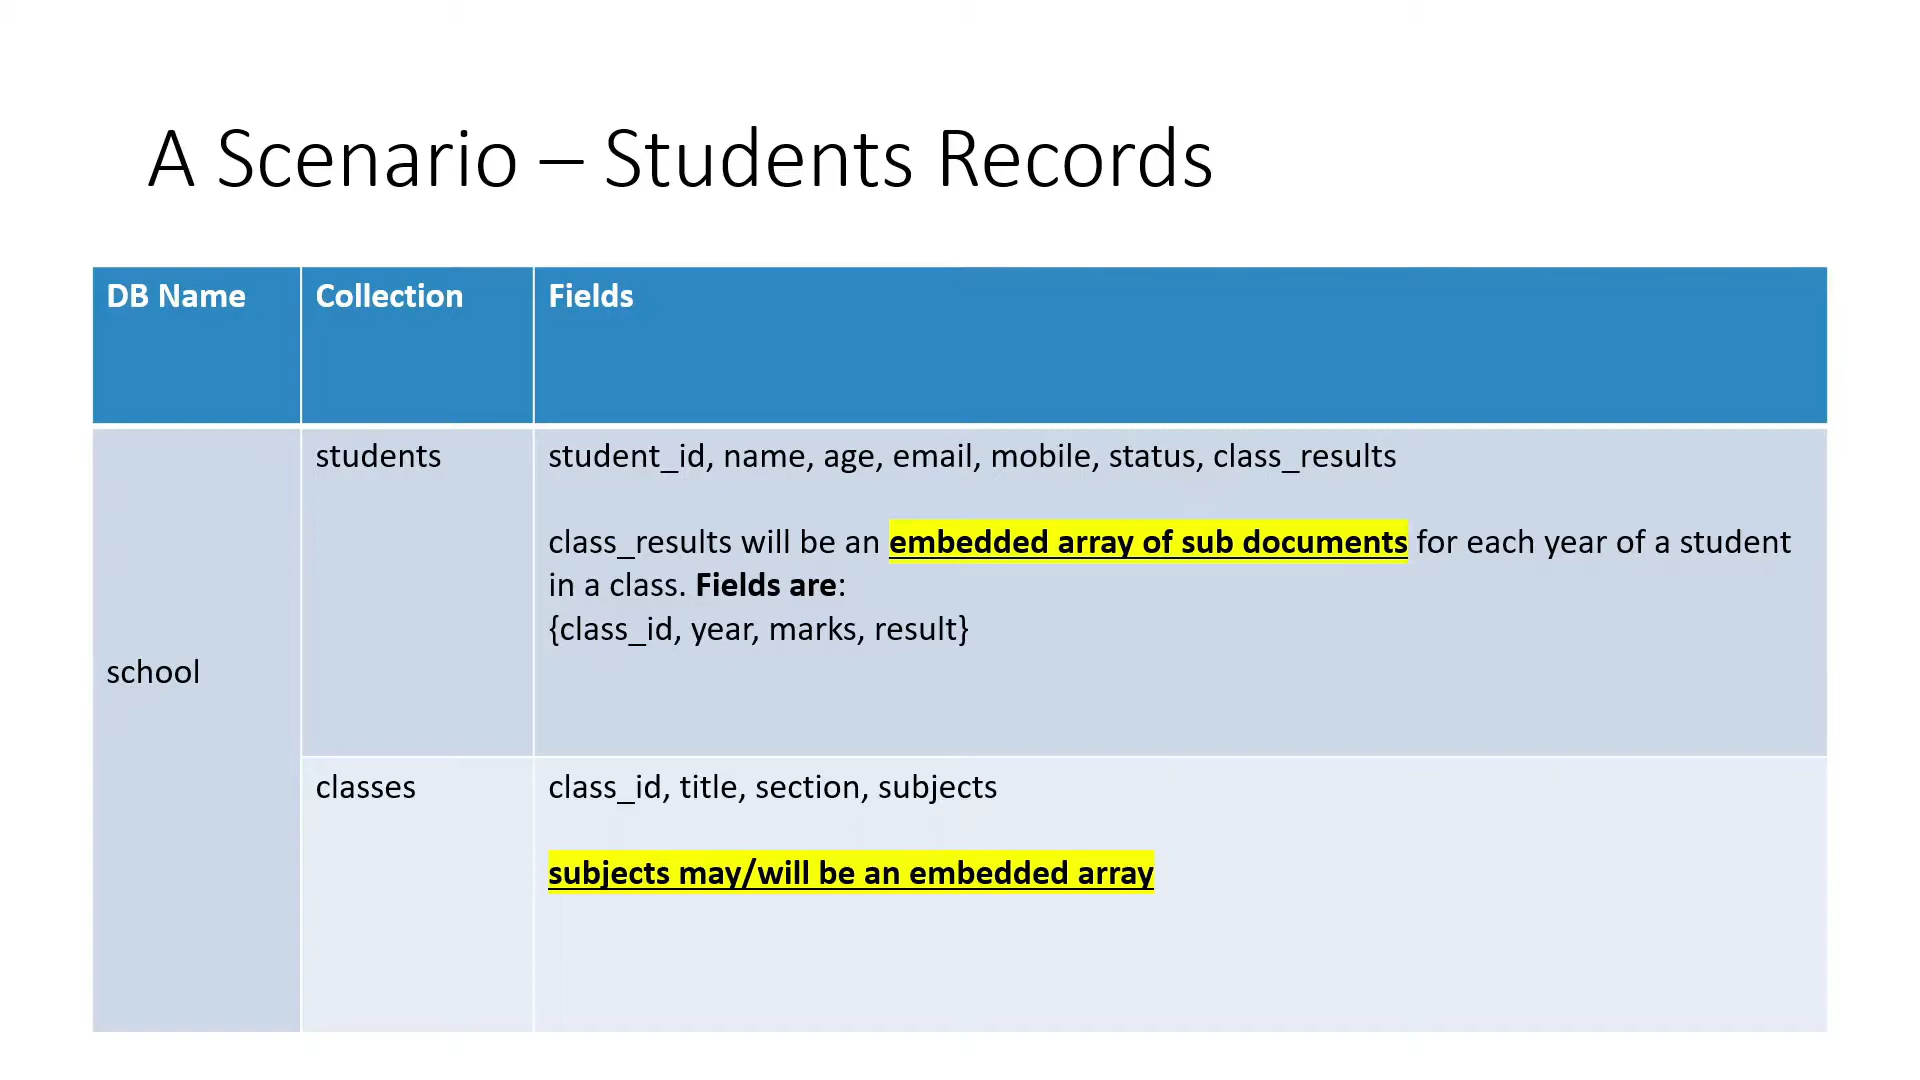 A Scenario – Students Records
DB Name
Collection
Fields
school
students
student_id, name, age, email, mobile, status, class_results
class_results will be an embedded array of sub documents for each year of a student
in a class. Fields are:
{class_id, year, marks, result}
classes
class_id, title, section, subjects
subjects may/will be an embedded array